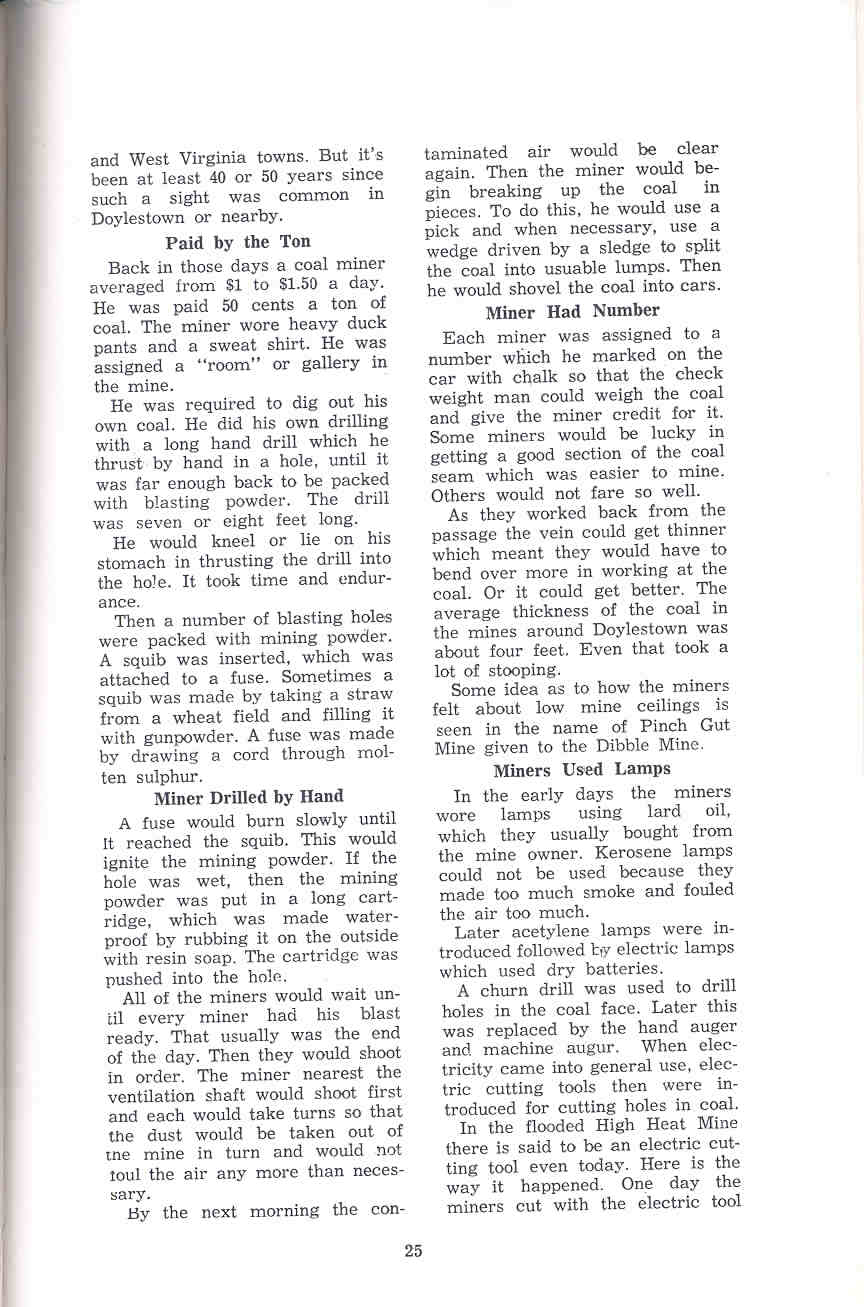 and West Virginia towns. But it's
been at least 40 or 50 years since
such a sight was common in
Doylestown or nearby.
Paid by the Ton
Back in those days a coal miner
averaged from $1 to $1.50 a day.
He was paid 50 cents a ton of
coal. The miner wore heavy duck
pants and a sweat shirt. He was
assigned a "room" or gallery in
the mine.
He was required to dig out his
own coal. He did his own drilling
with a long hand drill which he
thrust by hand in a hole, until it
was far enough back to be packed
with blasting powder. The drill
was seven or eight feet long.
He would kneel or lie on his
stomach in thrusting the drill into
the hole. It took time and endur-
ance.
Then a number of blasting holes
were packed with mining powder.
A squib was inserted, which was
attached to a fuse. Sometimes a
squib was made by taking a straw
from a wheat field and filling it
with gunpowder. A fuse was made
by drawing a cord through mol-
ten sulphur.
Miner Drilled by Hand
A fuse would burn slowly until
It reached the squib. This would
ignite the mining powder. If the
hole was wet, then the mining
powder was put in a long cart-
ridge, which was made water-
proof by rubbing it on the outside
with resin soap. The cartridge was
pushed into the hole.
All of the miners would wait un-
til every miner had his blast
ready. That usually was the end
of the day. Then they would shoot
in order. The miner nearest the
ventilation shaft would shoot first
and each would take turns so that
the dust would be taken out of
the mine in turn and would not
foul the air any more than neces-
sary.
By the next morning the con-
taminated air would be clear
again. Then the miner would be-
gin breaking up the coal in
pieces. To do this, he would use a
pick and when necessary, use a
wedge driven by a sledge to split
the coal into usuable lumps. Then
he would shovel the coal into cars.
Miner Had Number
Each miner was assigned to a
number which he marked on the
car with chalk so that the check
weight man could weigh the coal
and give the miner credit for it.
Some miners would be lucky in
getting a good section of the coal
seam which was easier to mine.
Others would not fare so well.
As they worked back from the
passage the vein could get thinner
which meant they would have to
bend over more in working at the
coal. Or it could get better. The
average thickness of the coal in
the mines around Doylestown was
about four feet. Even that took a
lot of stooping.
Some idea as to how the miners
felt about low mine ceilings is
seen in the name of Pinch Gut
Mine given to the Dibble Mine.
Miners Used Lamps
In the early days the miners
wore lamps using lard oil,
which they usually bought from
the mine owner. Kerosene lamps
could not be used because they
made too much smoke and fouled
the air too much.
Later acetylene lamps were in-
troduced followed by electric lamps
which used dry batteries.
A churn drill was used to drill
holes in the coal face. Later this
was replaced by the hand auger
and machine augur. When elec-
tricity came into general use, elec-
tric cutting tools then were in-
troduced for cutting holes in coal.
In the flooded High Heat Mine
there is said to be an electric cut-
ting tool even today. Here is the
way it happened. One day the
miners cut with the electric tool
25